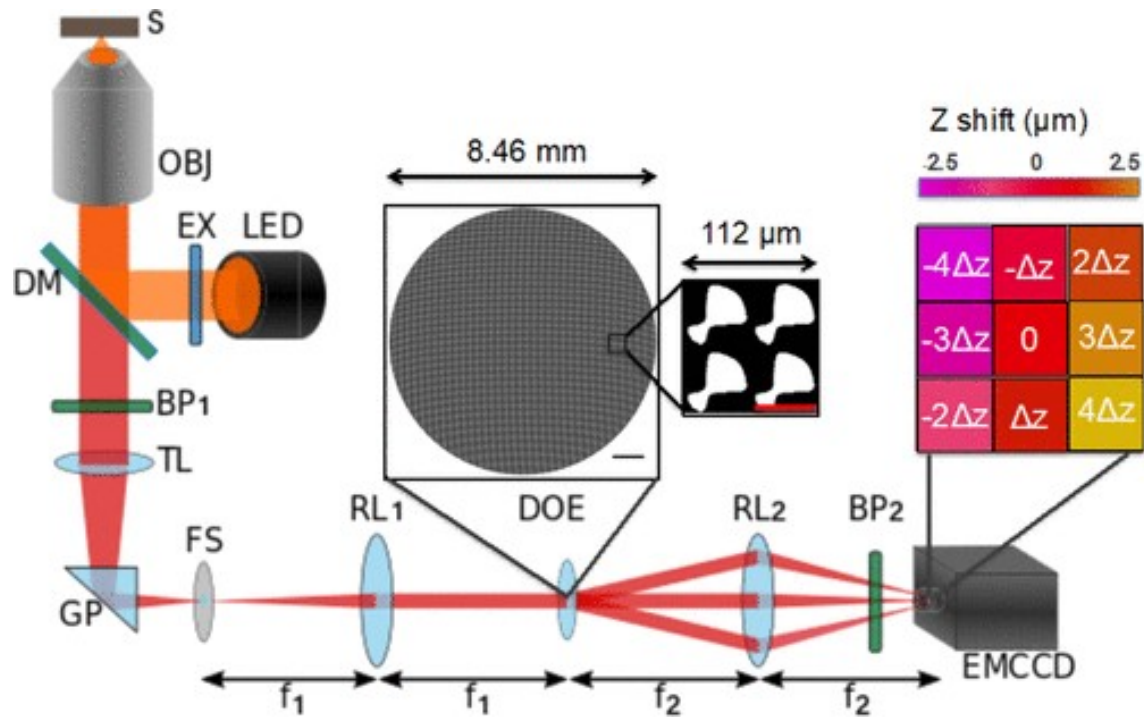 S
OBJ
EX
LED
DM
BP1
TL
GP
FS
RL1
DOE
RL2
BP2
EMCCD
f1
f1
f2
f2
8.46 mm
112 μm
Z shift (μm)
-2.5 0 2.5
-4Δz -Δz 2Δz
-3Δz 0 3Δz
-2Δz Δz 4Δz